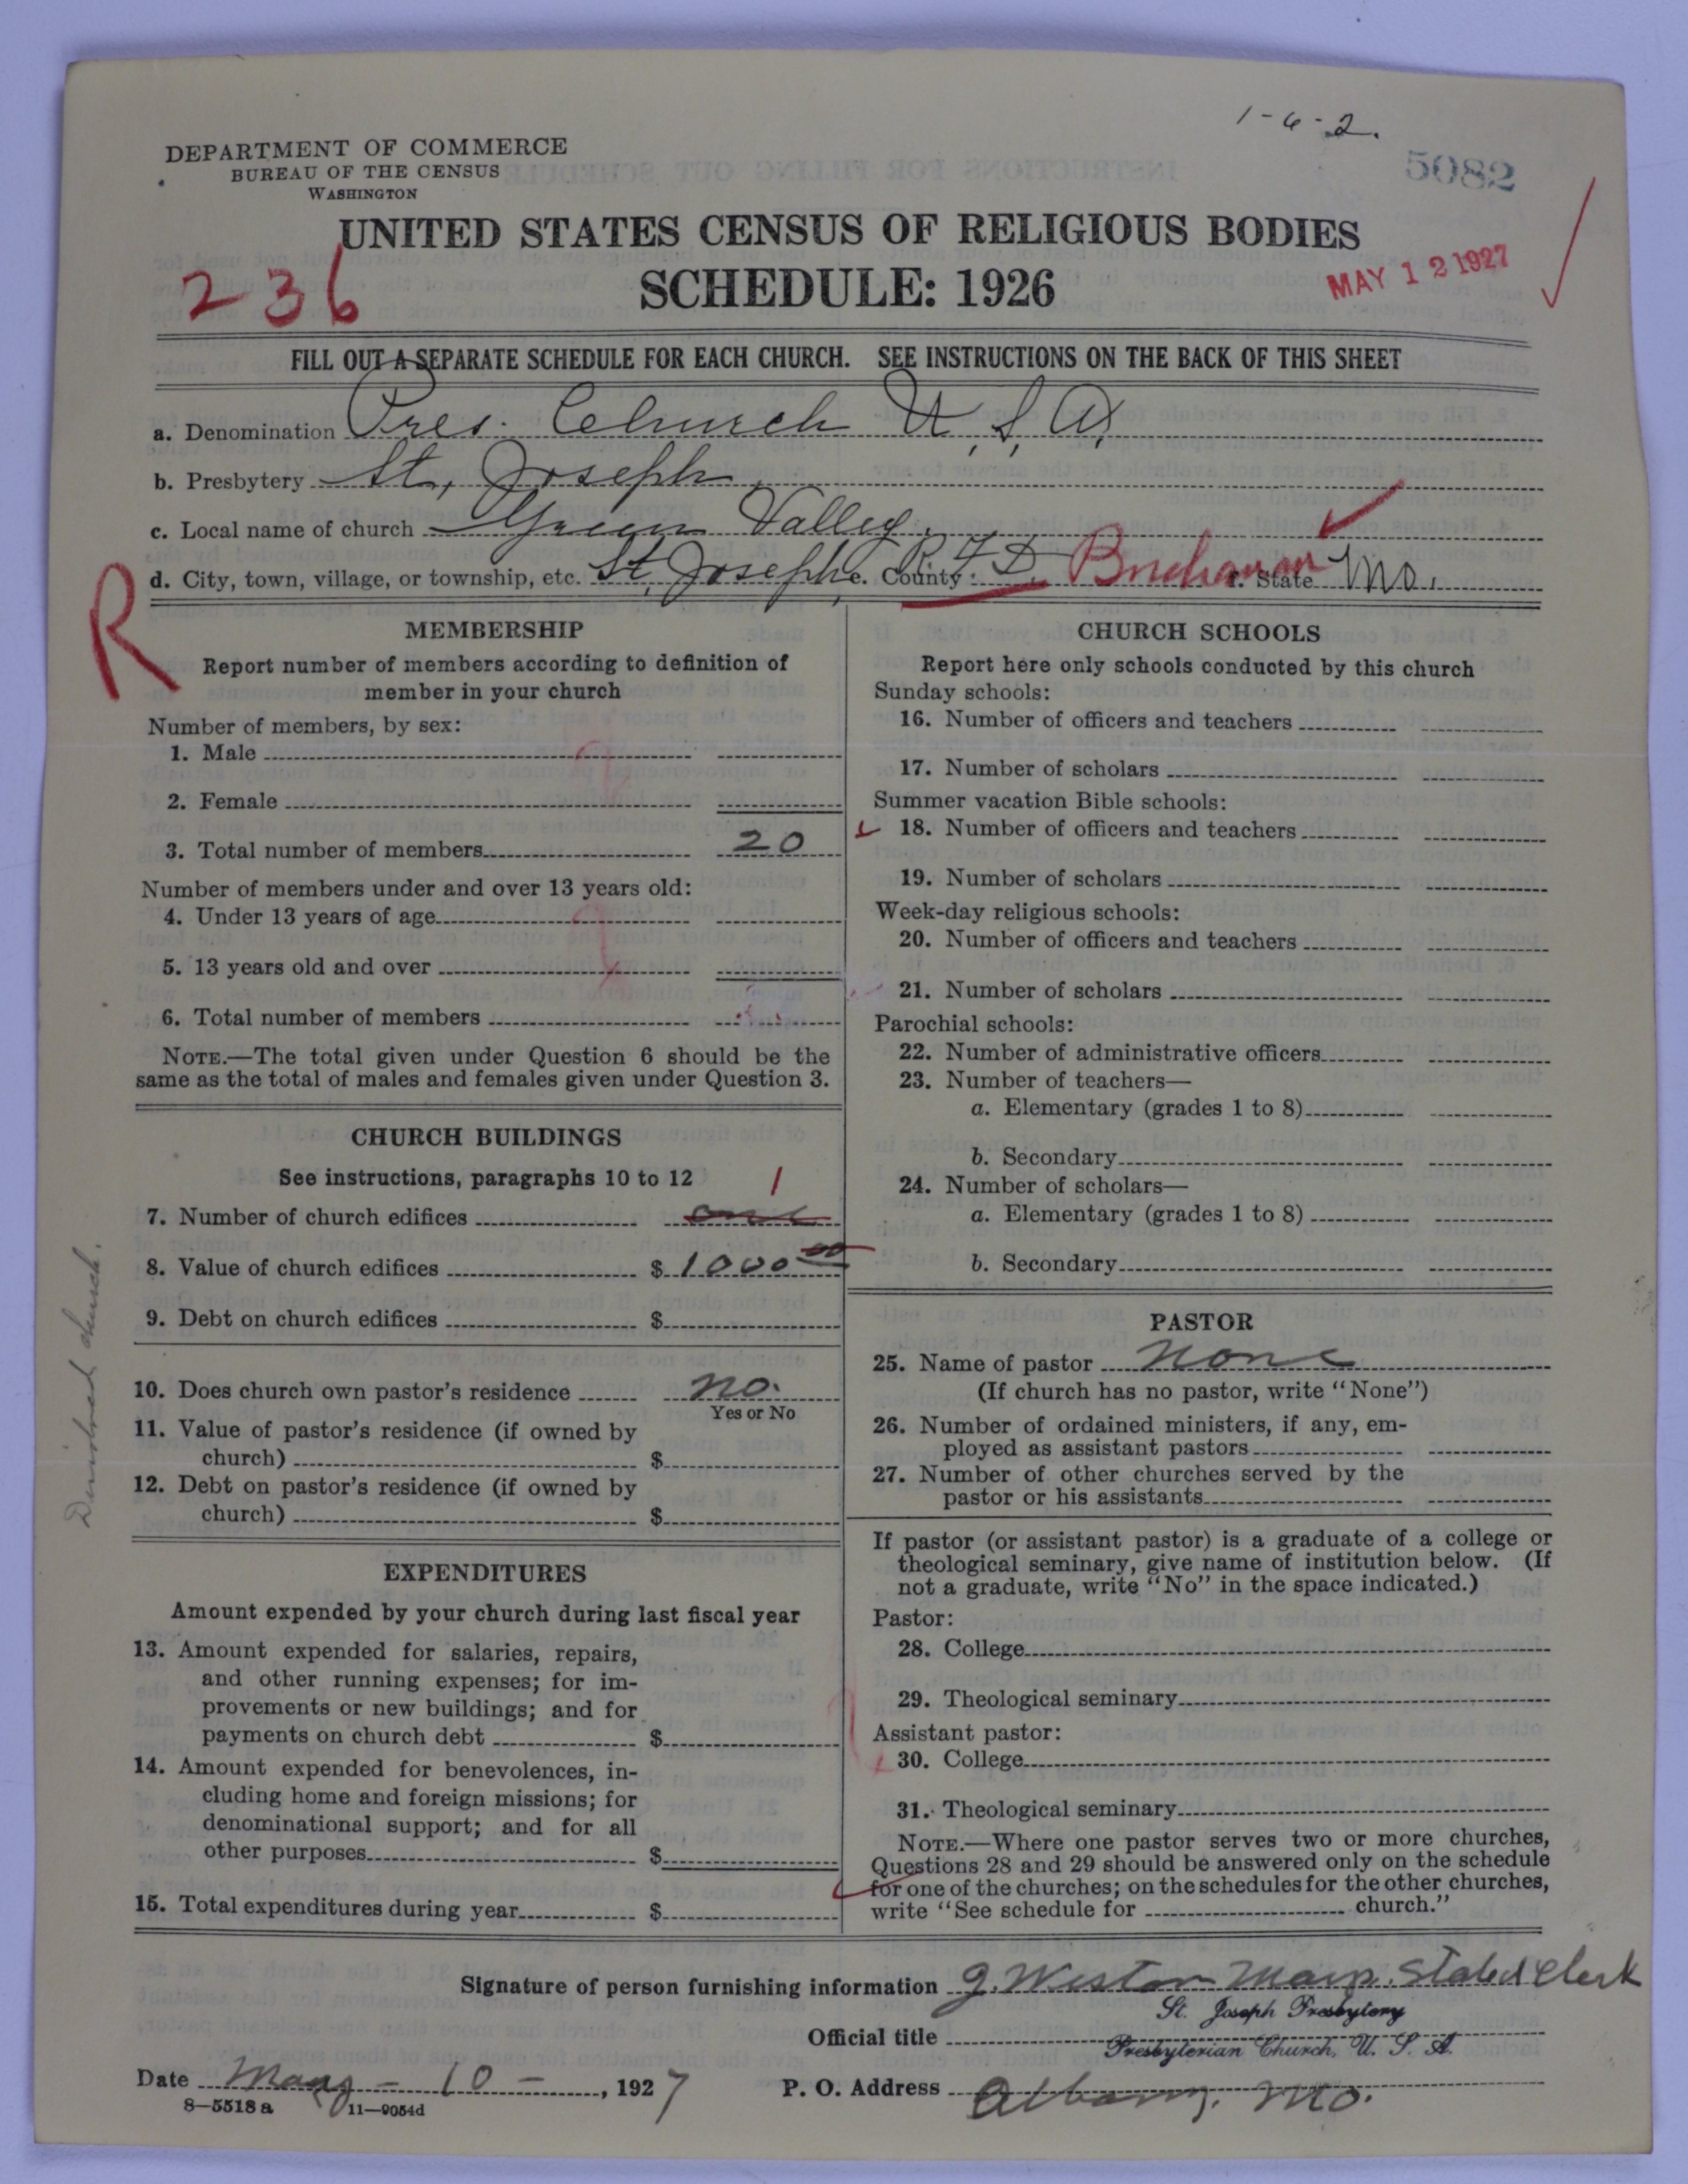 1-6-2.
DEPARTMENT OF COMMERCE
BUREAU OF THE CENSUS
WASHINGTON
5082
UNITED STATES CENSUS OF RELIGIOUS BODIES
236
SCHEDULE: 1926
MAY 12 1927
FILL OUT A SEPARATE SCHEDULE FOR EACH CHURCH. SEE INSTRUCTIONS ON THE BACK OF THIS SHEET
a. Denomination Pres. Church U.S.A.
b. Presbytery St. Joseph
c. Local name of church Green Valley.
d. City, town, village, or township, etc. St. Joseph, e. County R.F.D. Buchanan f. State Mo.
R
MEMBERSHIP
Report number of members according to definition of
member in your church
Number of members, by sex:
1. Male
2. Female
3. Total number of members 20
Number of members under and over 13 years old:
4. Under 13 years of age
5. 13 years old and over
6. Total number of members
NOTE.—The total given under Question 6 should be the
same as the total of males and females given under Question 3.
CHURCH BUILDINGS
See instructions, paragraphs 10 to 12
1
7. Number of church edifices one
8. Value of church edifices $ 1000 00
9. Debt on church edifices $
10. Does church own pastor's residence no.
Yes or No
11. Value of pastor's residence (if owned by
church) $
12. Debt on pastor's residence (if owned by
church) $
church.
EXPENDITURES
Amount expended by your church during last fiscal year
13. Amount expended for salaries, repairs,
and other running expenses; for im-
provements or new buildings; and for
payments on church debt $
14. Amount expended for benevolences, in-
cluding home and foreign missions; for
denominational support; and for all
other purposes $
15. Total expenditures during year $
CHURCH SCHOOLS
Report here only schools conducted by this church
Sunday schools:
16. Number of officers and teachers
17. Number of scholars
Summer vacation Bible schools:
18. Number of officers and teachers
19. Number of scholars
Week-day religious schools:
20. Number of officers and teachers
21. Number of scholars
Parochial schools:
22. Number of administrative officers
23. Number of teachers—
a. Elementary (grades 1 to 8)
b. Secondary
24. Number of scholars—
a. Elementary (grades 1 to 8)
b. Secondary
PASTOR
25. Name of pastor None
(If church has no pastor, write "None")
26. Number of ordained ministers, if any, em-
ployed as assistant pastors
27. Number of other churches served by the
pastor or his assistants
If pastor (or assistant pastor) is a graduate of a college or
theological seminary, give name of institution below. (If
not a graduate, write "No" in the space indicated.)
Pastor:
28. College
29. Theological seminary
Assistant pastor:
30. College
31. Theological seminary
NOTE.—Where one pastor serves two or more churches,
Questions 28 and 29 should be answered only on the schedule
for one of the churches; on the schedules for the other churches,
write "See schedule for church."
Signature of person furnishing information J. Weston Stated Clerk
St. Joseph Presbytery
Official title Presbyterian Church, U. S. A.
Date May - 10 - , 1927
P. O. Address Albany, Mo.
8—5518 a 11—9054d